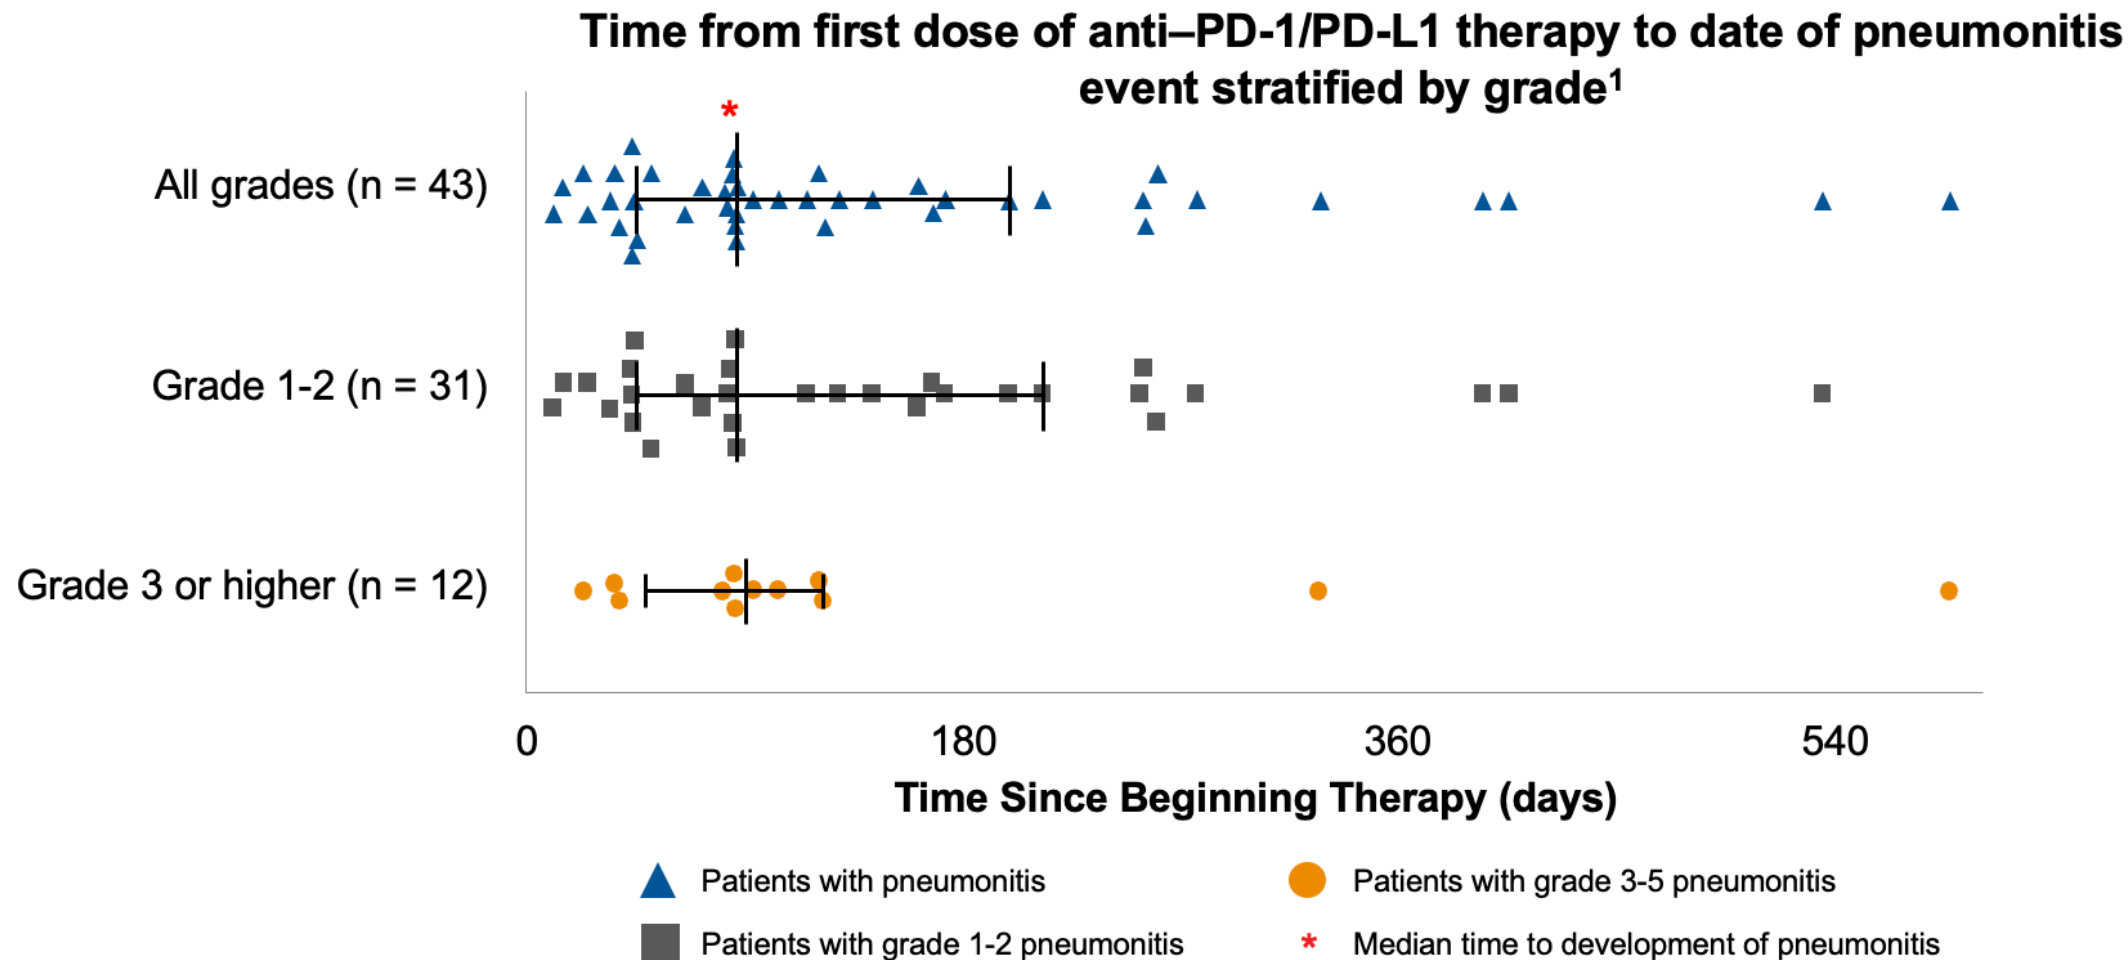 Time from first dose of anti–PD-1/PD-L1 therapy to date of pneumonitis
event stratified by grade¹
*
All grades (n = 43)
Grade 1-2 (n = 31)
Grade 3 or higher (n = 12)
0 180 360 540
Time Since Beginning Therapy (days)
Patients with pneumonitis
Patients with grade 3-5 pneumonitis
Patients with grade 1-2 pneumonitis
* Median time to development of pneumonitis